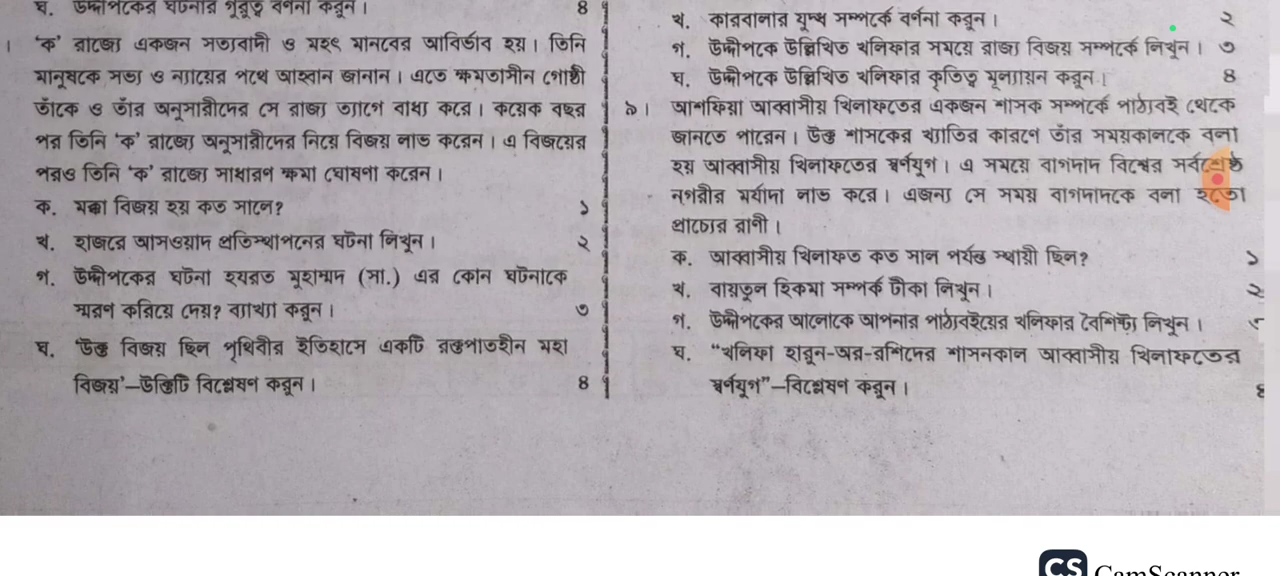 ঘ. উদ্দীপকের ঘটনার গুরুত্ব বর্ণনা করুন। ৪
। ‘ক’ রাজ্যে একজন সত্যবাদী ও মহৎ মানবের আবির্ভাব হয়। তিনি
মানুষকে সত্য ও ন্যায়ের পথে আহ্বান জানান। এতে ক্ষমতাসীন গোষ্ঠী
তাঁকে ও তাঁর অনুসারীদের সে রাজ্য ত্যাগে বাধ্য করে। কয়েক বছর
পর তিনি ‘ক’ রাজ্যে অনুসারীদের নিয়ে বিজয় লাভ করেন। এ বিজয়ের
পরও তিনি ‘ক’ রাজ্যে সাধারণ ক্ষমা ঘোষণা করেন।
ক. মক্কা বিজয় হয় কত সালে? ১
খ. হাজরে আসওয়াদ প্রতিস্থাপনের ঘটনা লিখুন। ২
গ. উদ্দীপকের ঘটনা হযরত মুহাম্মদ (সা.) এর কোন ঘটনাকে
স্মরণ করিয়ে দেয়? ব্যাখ্যা করুন। ৩
ঘ. ‘উক্ত বিজয় ছিল পৃথিবীর ইতিহাসে একটি রক্তপাতহীন মহা
বিজয়’—উক্তিটি বিশ্লেষণ করুন। ৪
খ. কারবালার যুদ্ধ সম্পর্কে বর্ণনা করুন। ২
গ. উদ্দীপকে উল্লিখিত খলিফার সময়ে রাজ্য বিজয় সম্পর্কে লিখুন। ৩
ঘ. উদ্দীপকে উল্লিখিত খলিফার কৃতিত্ব মূল্যায়ন করুন। ৪
৯। আশফিয়া আব্বাসীয় খিলাফতের একজন শাসক সম্পর্কে পাঠ্যবই থেকে
জানতে পারেন। উক্ত শাসকের খ্যাতির কারণে তাঁর সময়কালকে বলা
হয় আব্বাসীয় খিলাফতের স্বর্ণযুগ। এ সময়ে বাগদাদ বিশ্বের সর্বশ্রেষ্ঠ
নগরীর মর্যাদা লাভ করে। এজন্য সে সময় বাগদাদকে বলা হতো
প্রাচ্যের রাণী।
ক. আব্বাসীয় খিলাফত কত সাল পর্যন্ত স্থায়ী ছিল? ১
খ. বায়তুল হিকমা সম্পর্ক টীকা লিখুন। ২
গ. উদ্দীপকের আলোকে আপনার পাঠ্যবইয়ের খলিফার বৈশিষ্ট্য লিখুন।
ঘ. “খলিফা হারুন-অর-রশিদের শাসনকাল আব্বাসীয় খিলাফতের
স্বর্ণযুগ”—বিশ্লেষণ করুন। ৪
CS CamScanner